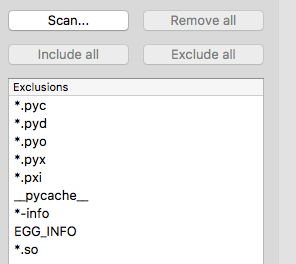 Scan... Remove all
Include all Exclude all
Exclusions
*.pyc
*.pyd
*.pyo
*.pyx
*.pxi
__pycache__
*-info
EGG_INFO
*.so